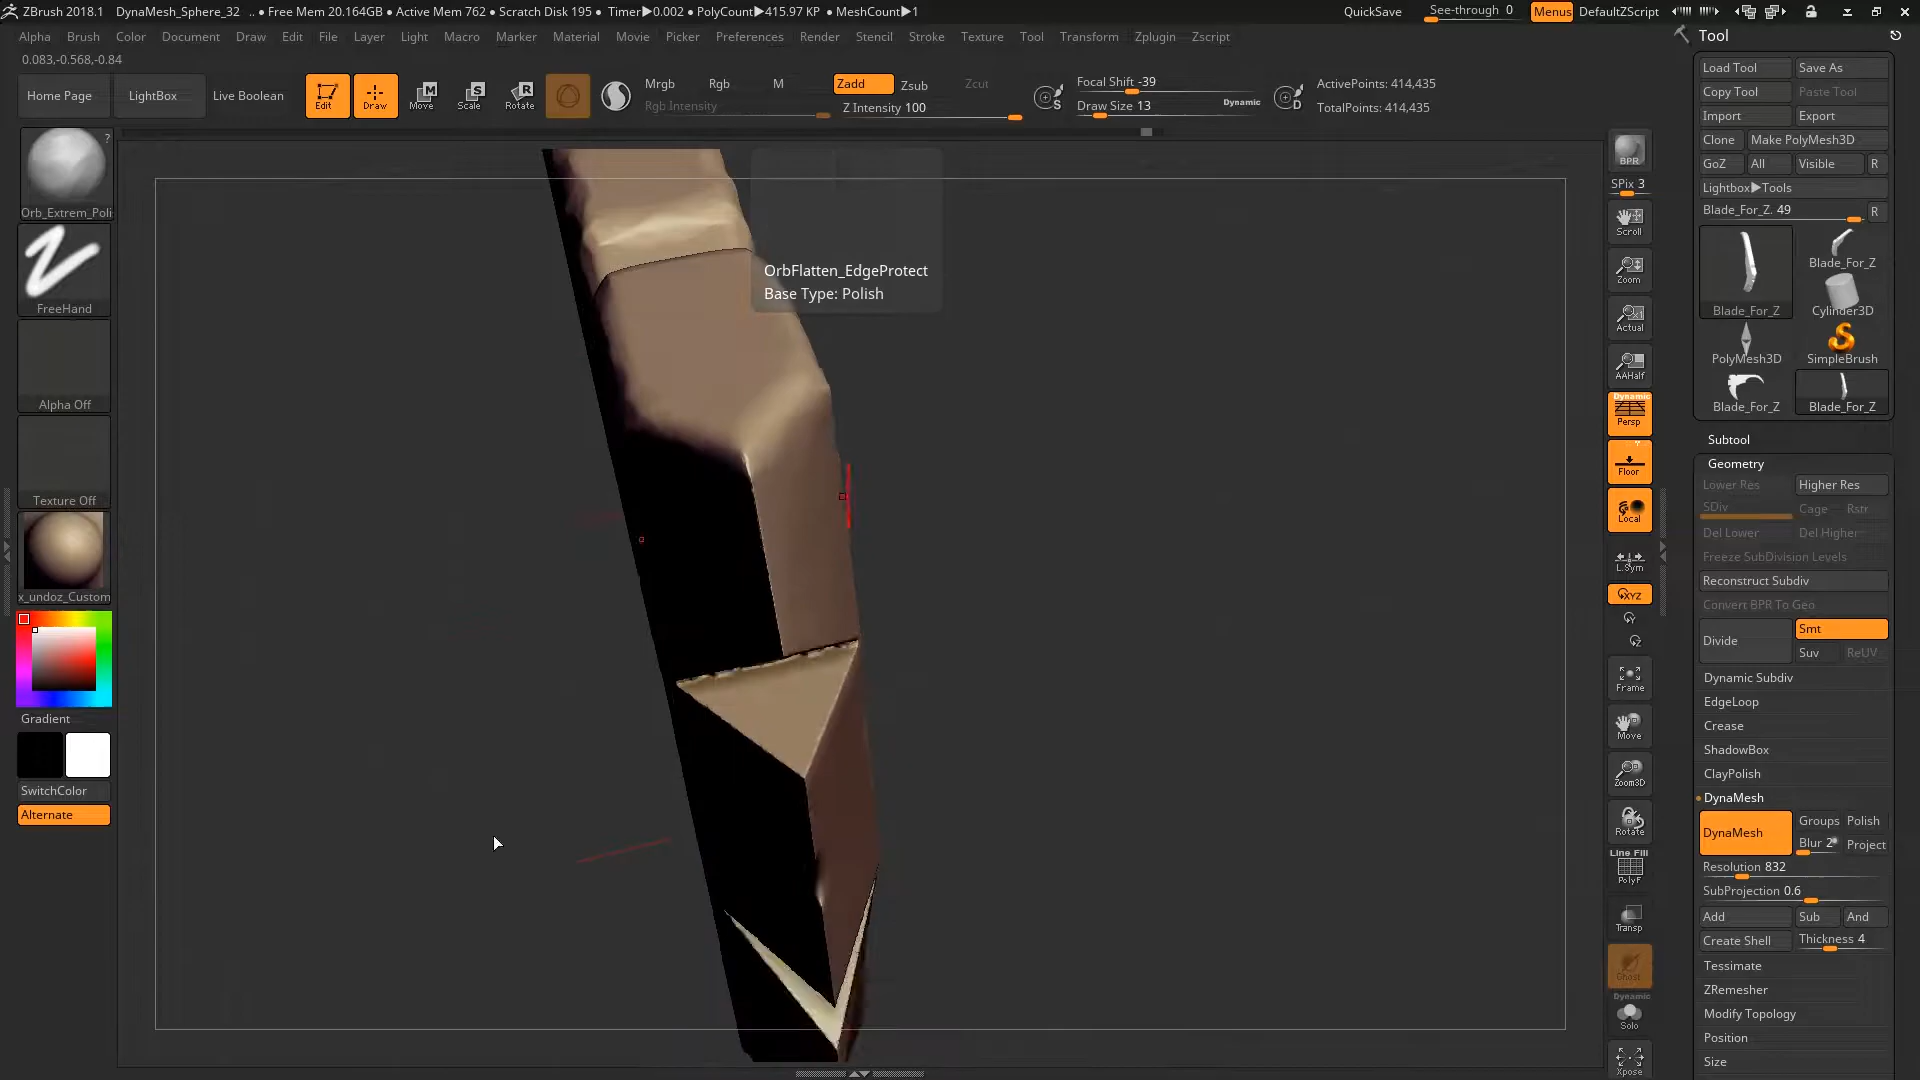 ZBrush 2018.1 DynaMesh_Sphere_32 .. • Free Mem 20.164GB • Active Mem 762 • Scratch Disk 195 • Timer▶0.002 • PolyCount▶415.97 KP • MeshCount▶1 QuickSave See-through 0 Menus DefaultZScript
Alpha Brush Color Document Draw Edit File Layer Light Macro Marker Material Movie Picker Preferences Render Stencil Stroke Texture Tool Transform Zplugin Zscript
0.083,-0.568,-0.84
Home Page LightBox Live Boolean Edit Draw Move Scale Rotate
Mrgb Rgb M Zadd Zsub Zcut Focal Shift -39 ActivePoints: 414,435
Rgb Intensity Z Intensity 100 S Draw Size 13 Dynamic D TotalPoints: 414,435
?
Orb_Extrem_Poli
FreeHand
Alpha Off
Texture Off
x_undoz_Custom
Gradient
SwitchColor
Alternate
OrbFlatten_EdgeProtect
Base Type: Polish
BPR
SPix 3
Scroll
Zoom
Actual
AAHalf
Dynamic
Persp
Floor
Local
L.Sym
XYZ
Y
Z
Frame
Move
Zoom3D
Rotate
Line Fill
PolyF
Transp
Ghost
Dynamic
Solo
Xpose
Tool
Load Tool Save As
Copy Tool Paste Tool
Import Export
Clone Make PolyMesh3D
GoZ All Visible R
Lightbox▶Tools
Blade_For_Z. 49 R
Blade_For_Z Blade_For_Z
Cylinder3D
PolyMesh3D SimpleBrush
Blade_For_Z Blade_For_Z
Subtool
Geometry
Lower Res Higher Res
SDiv Cage Rstr
Del Lower Del Higher
Freeze SubDivision Levels
Reconstruct Subdiv
Convert BPR To Geo
Divide Smt
Suv ReUV
Dynamic Subdiv
EdgeLoop
Crease
ShadowBox
ClayPolish
DynaMesh
DynaMesh Groups Polish
Blur 2 Project
Resolution 832
SubProjection 0.6
Add Sub And
Create Shell Thickness 4
Tessimate
ZRemesher
Modify Topology
Position
Size